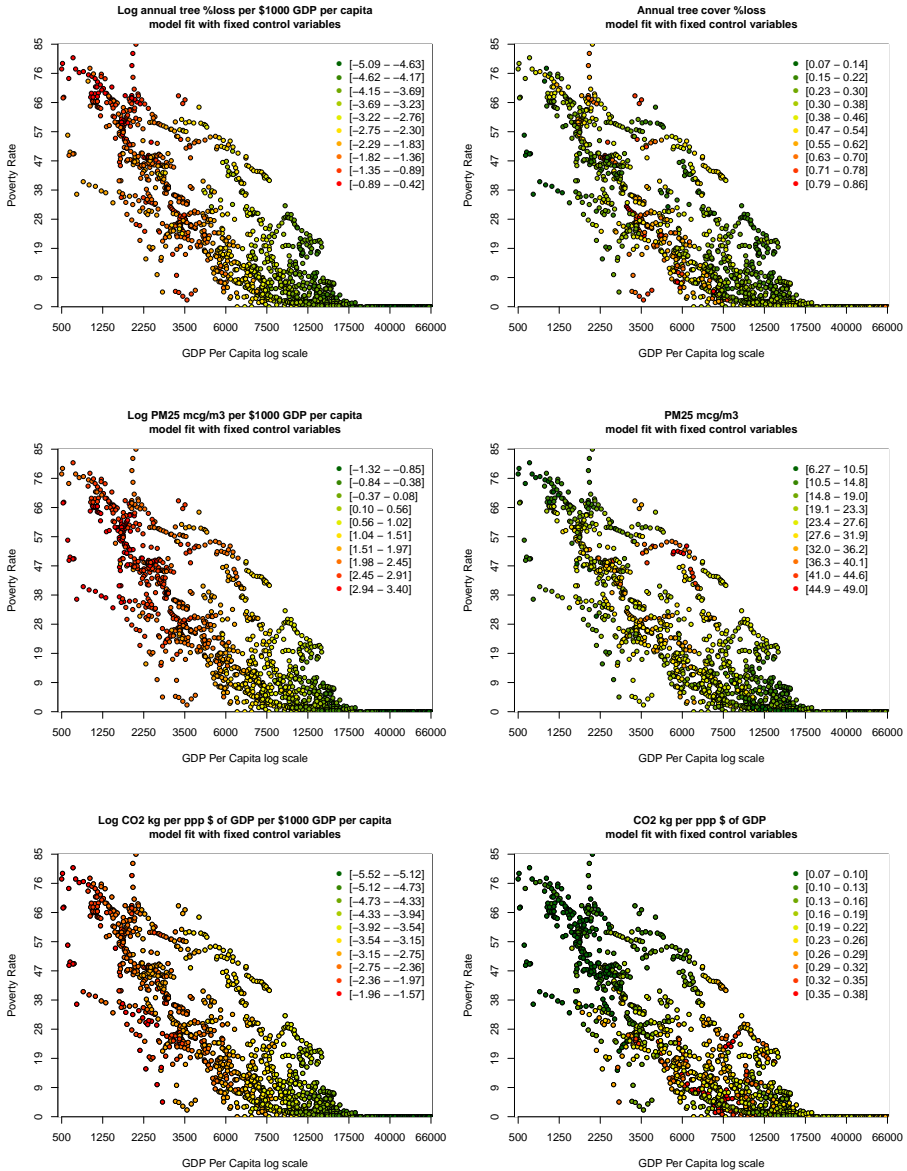 Log annual tree %loss per $1000 GDP per capita
model fit with fixed control variables
85
76
66
57
47
38
28
19
9
0
Poverty Rate
[−5.09 − −4.63]
[−4.62 − −4.17]
[−4.15 − −3.69]
[−3.69 − −3.23]
[−3.22 − −2.76]
[−2.75 − −2.30]
[−2.29 − −1.83]
[−1.82 − −1.36]
[−1.35 − −0.89]
[−0.89 − −0.42]
500 1250 2250 3500 6000 7500 12500 17500 40000 66000
GDP Per Capita log scale
Annual tree cover %loss
model fit with fixed control variables
85
76
66
57
47
38
28
19
9
0
Poverty Rate
[0.07 − 0.14]
[0.15 − 0.22]
[0.23 − 0.30]
[0.30 − 0.38]
[0.38 − 0.46]
[0.47 − 0.54]
[0.55 − 0.62]
[0.63 − 0.70]
[0.71 − 0.78]
[0.79 − 0.86]
500 1250 2250 3500 6000 7500 12500 17500 40000 66000
GDP Per Capita log scale
Log PM25 mcg/m3 per $1000 GDP per capita
model fit with fixed control variables
85
76
66
57
47
38
28
19
9
0
Poverty Rate
[−1.32 − −0.85]
[−0.84 − −0.38]
[−0.37 − 0.08]
[0.10 − 0.56]
[0.56 − 1.02]
[1.04 − 1.51]
[1.51 − 1.97]
[1.98 − 2.45]
[2.45 − 2.91]
[2.94 − 3.40]
500 1250 2250 3500 6000 7500 12500 17500 40000 66000
GDP Per Capita log scale
PM25 mcg/m3
model fit with fixed control variables
85
76
66
57
47
38
28
19
9
0
Poverty Rate
[6.27 − 10.5]
[10.5 − 14.8]
[14.8 − 19.0]
[19.1 − 23.3]
[23.4 − 27.6]
[27.6 − 31.9]
[32.0 − 36.2]
[36.3 − 40.1]
[41.0 − 44.6]
[44.9 − 49.0]
500 1250 2250 3500 6000 7500 12500 17500 40000 66000
GDP Per Capita log scale
Log CO2 kg per ppp $ of GDP per $1000 GDP per capita
model fit with fixed control variables
85
76
66
57
47
38
28
19
9
0
Poverty Rate
[−5.52 − −5.12]
[−5.12 − −4.73]
[−4.73 − −4.33]
[−4.33 − −3.94]
[−3.92 − −3.54]
[−3.54 − −3.15]
[−3.15 − −2.75]
[−2.75 − −2.36]
[−2.36 − −1.97]
[−1.96 − −1.57]
500 1250 2250 3500 6000 7500 12500 17500 40000 66000
GDP Per Capita log scale
CO2 kg per ppp $ of GDP
model fit with fixed control variables
85
76
66
57
47
38
28
19
9
0
Poverty Rate
[0.07 − 0.10]
[0.10 − 0.13]
[0.13 − 0.16]
[0.16 − 0.19]
[0.19 − 0.22]
[0.23 − 0.26]
[0.26 − 0.29]
[0.29 − 0.32]
[0.32 − 0.35]
[0.35 − 0.38]
500 1250 2250 3500 6000 7500 12500 17500 40000 66000
GDP Per Capita log scale